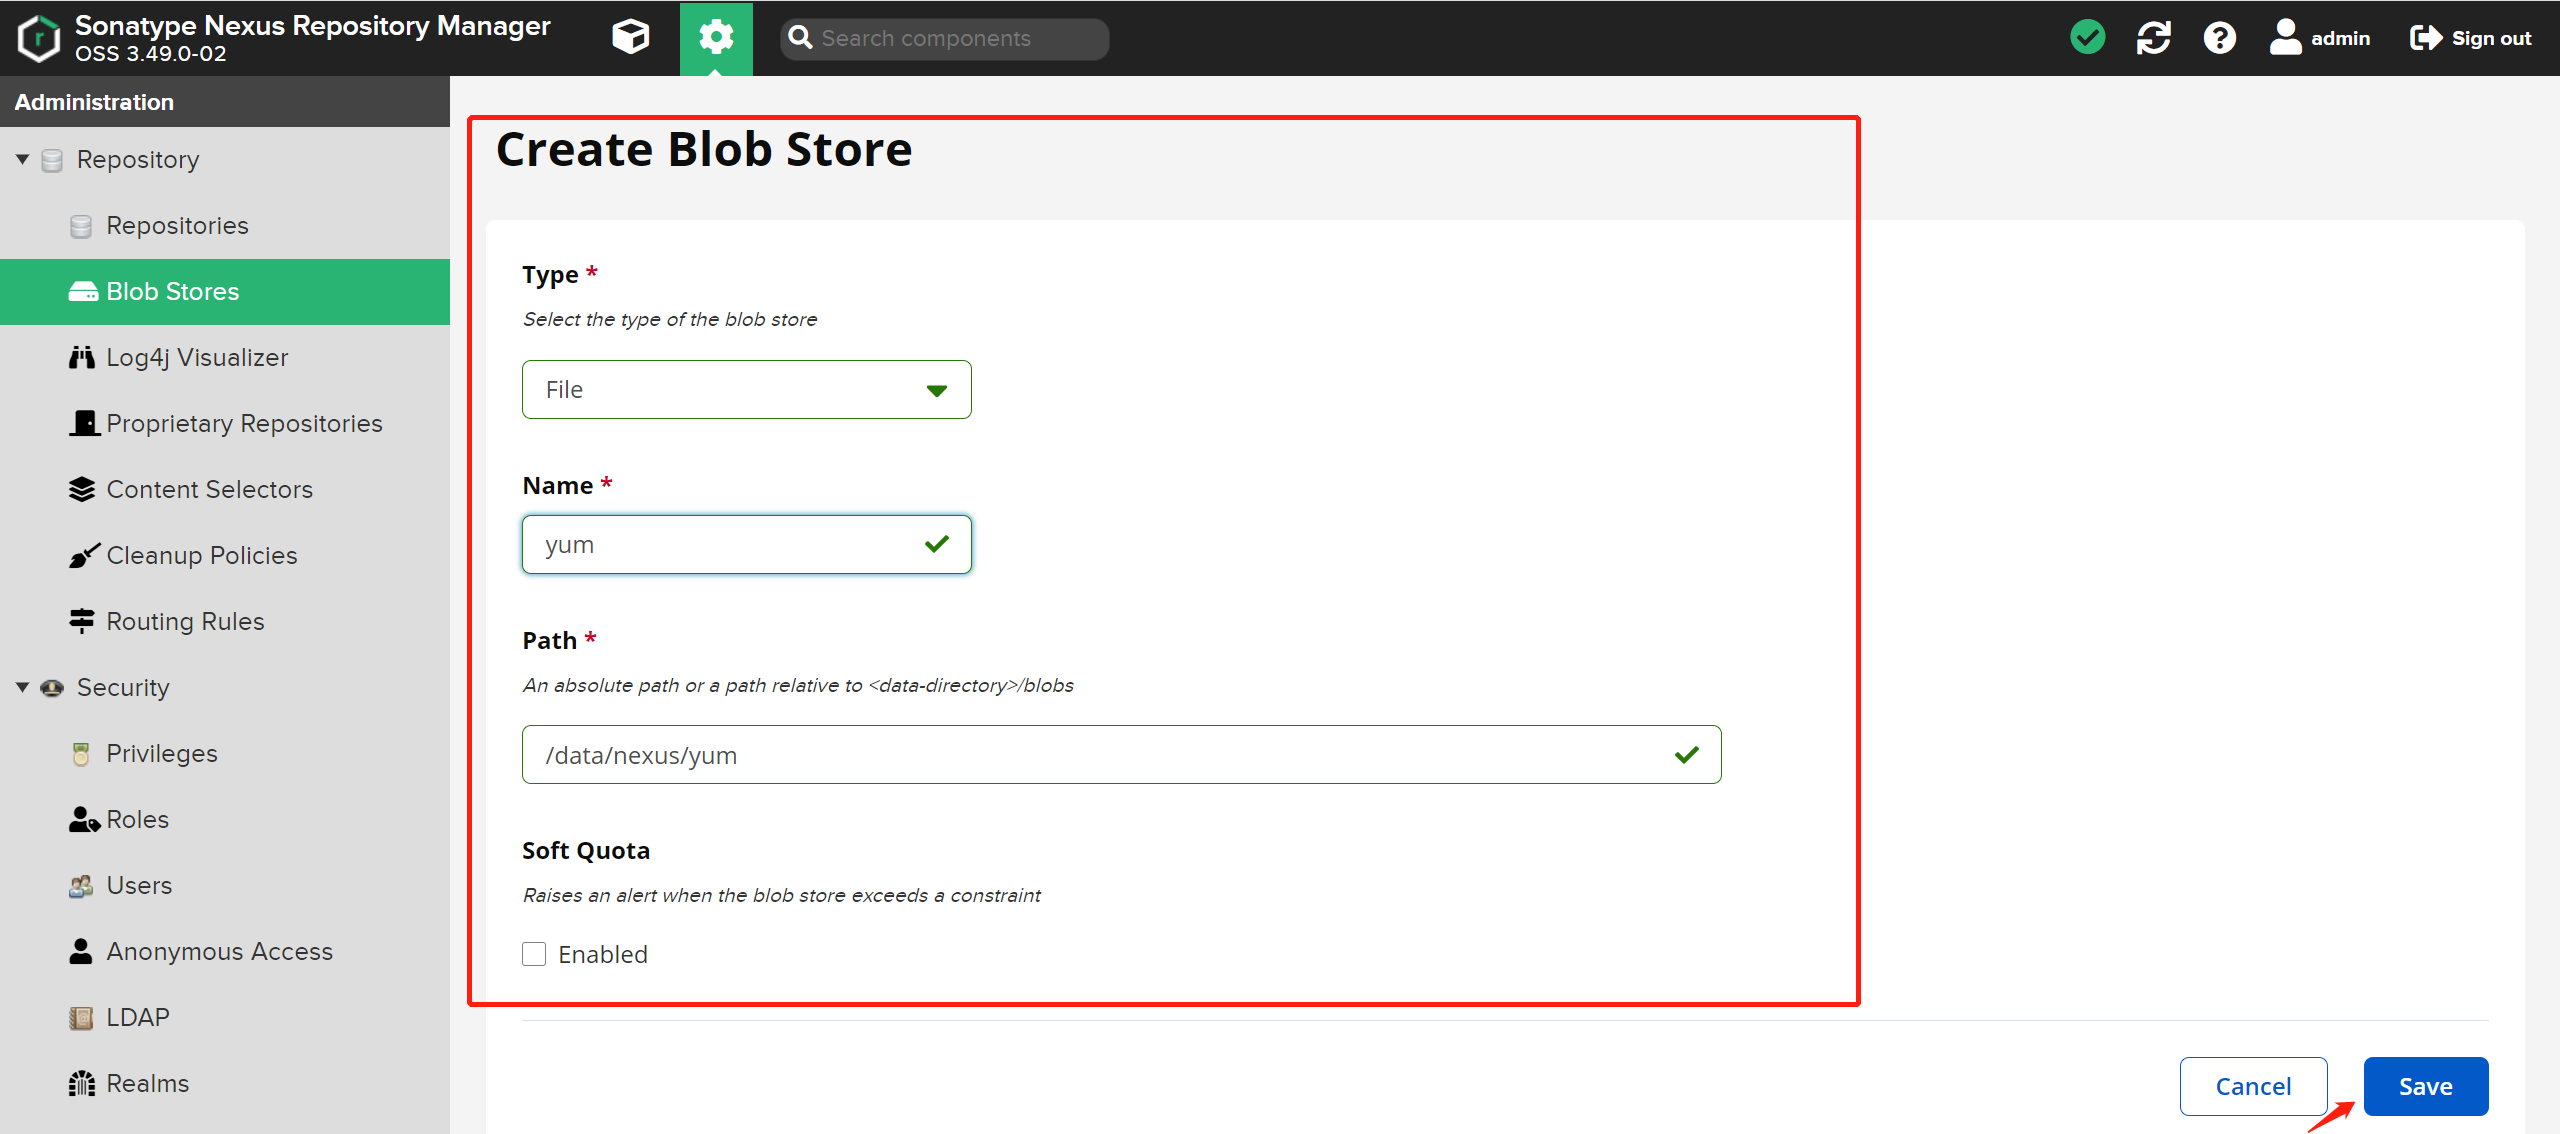 Sonatype Nexus Repository Manager
OSS 3.49.0-02
Search components
admin
Sign out
Administration
Repository
Repositories
Blob Stores
Log4j Visualizer
Proprietary Repositories
Content Selectors
Cleanup Policies
Routing Rules
Security
Privileges
Roles
Users
Anonymous Access
LDAP
Realms
Create Blob Store
Type *
Select the type of the blob store
File
Name *
yum
Path *
An absolute path or a path relative to <data-directory>/blobs
/data/nexus/yum
Soft Quota
Raises an alert when the blob store exceeds a constraint
Enabled
Cancel
Save